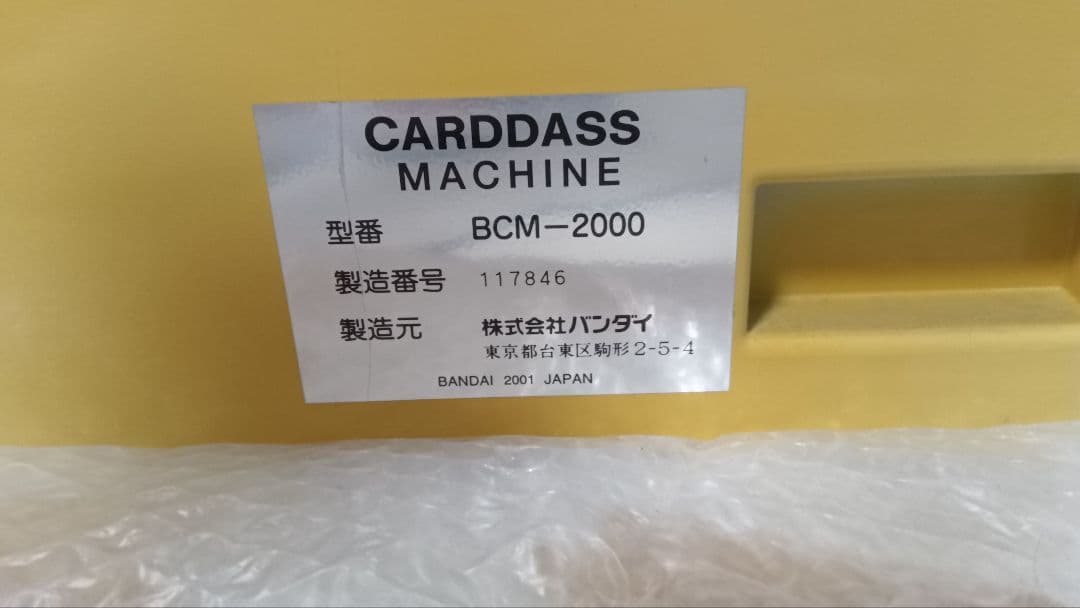 CARDDASS
MACHINE
型番 BCM-2000
製造番号 117846
製造元 株式会社バンダイ
東京都台東区駒形2-5-4
BANDAI 2001 JAPAN